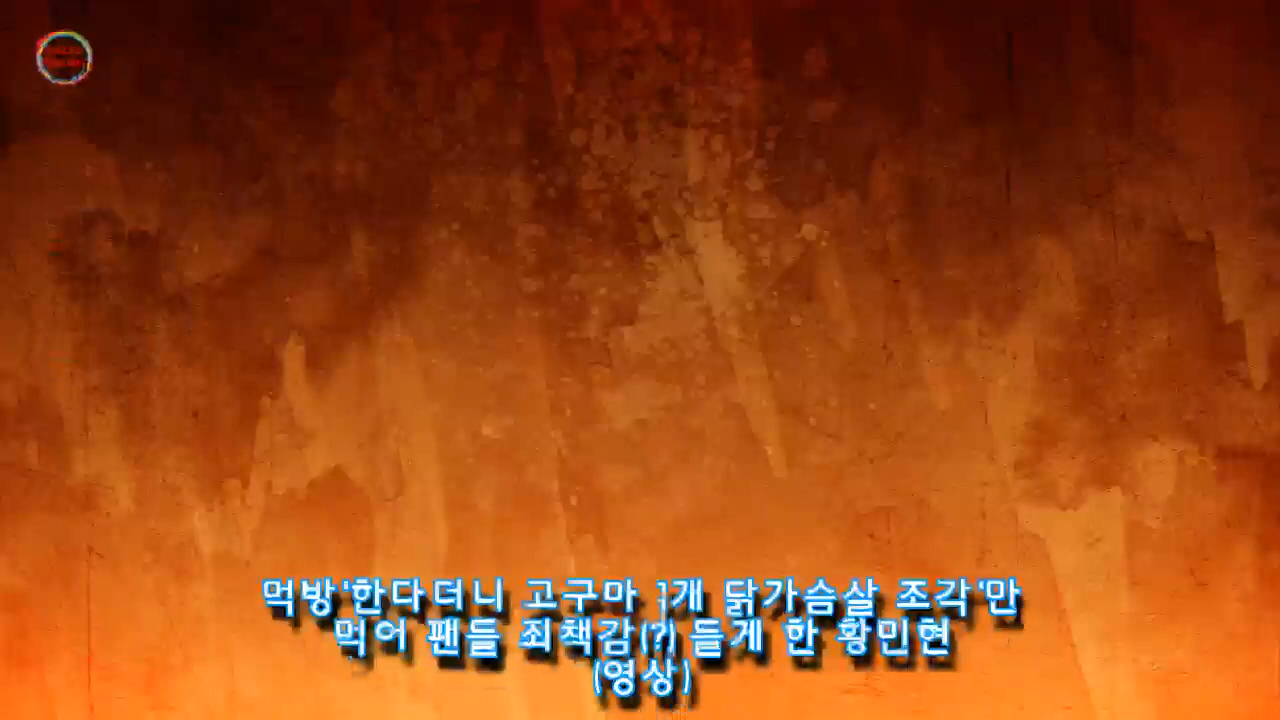 먹방'한다더니 고구마 1개 닭가슴살 조각'만
먹어 팬들 죄책감(?) 들게 한 황민현
(영상)